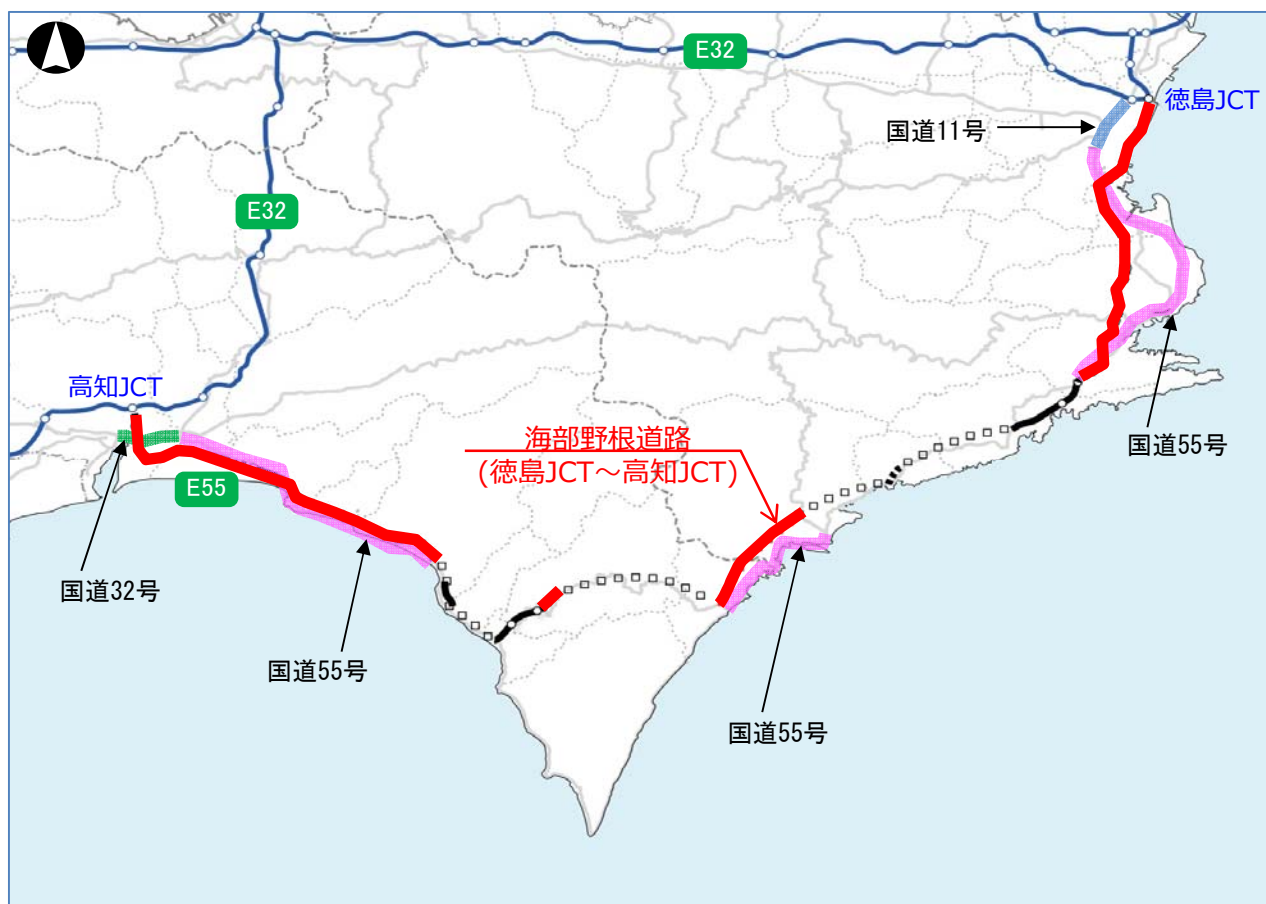 E32
徳島JCT
国道11号
E32
高知JCT
海部野根道路
(徳島JCT～高知JCT)
国道55号
E55
国道32号
国道55号
国道55号